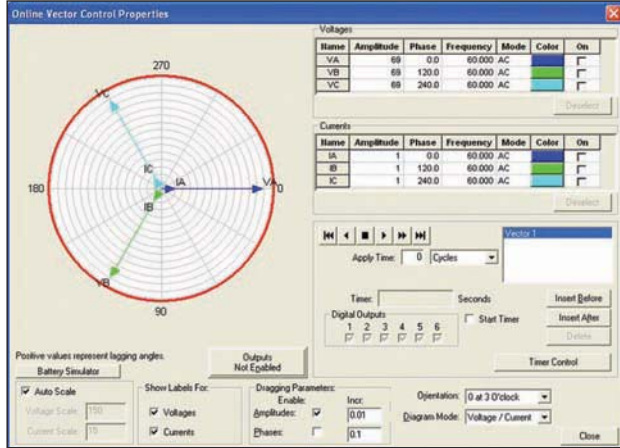 Online Vector Control Properties
270
180
0
90
VC
IC
IA
VA
IB
VB
Positive values represent lagging angles.
Battery Simulator
Outputs
Not Enabled
Voltages
Name Amplitude Phase Frequency Mode Color On
VA 69 0.0 60.000 AC
VB 69 120.0 60.000 AC
VC 69 240.0 60.000 AC
Deselect
Currents
Name Amplitude Phase Frequency Mode Color On
IA 1 0.0 60.000 AC
IB 1 120.0 60.000 AC
IC 1 240.0 60.000 AC
Deselect
Vector 1
Apply Time: 0 Cycles
Timer: Seconds
Digital Outputs
1 2 3 4 5 6
Start Timer
Insert Before
Insert After
Delete
Timer Control
Auto Scale
Voltage Scale: 150
Current Scale: 15
Show Labels For:
Voltages
Currents
Dragging Parameters:
Enable: Incr:
Amplitudes: 0.01
Phases: 0.1
Orientation: 0 at 3 O'clock
Diagram Mode: Voltage / Current
Close